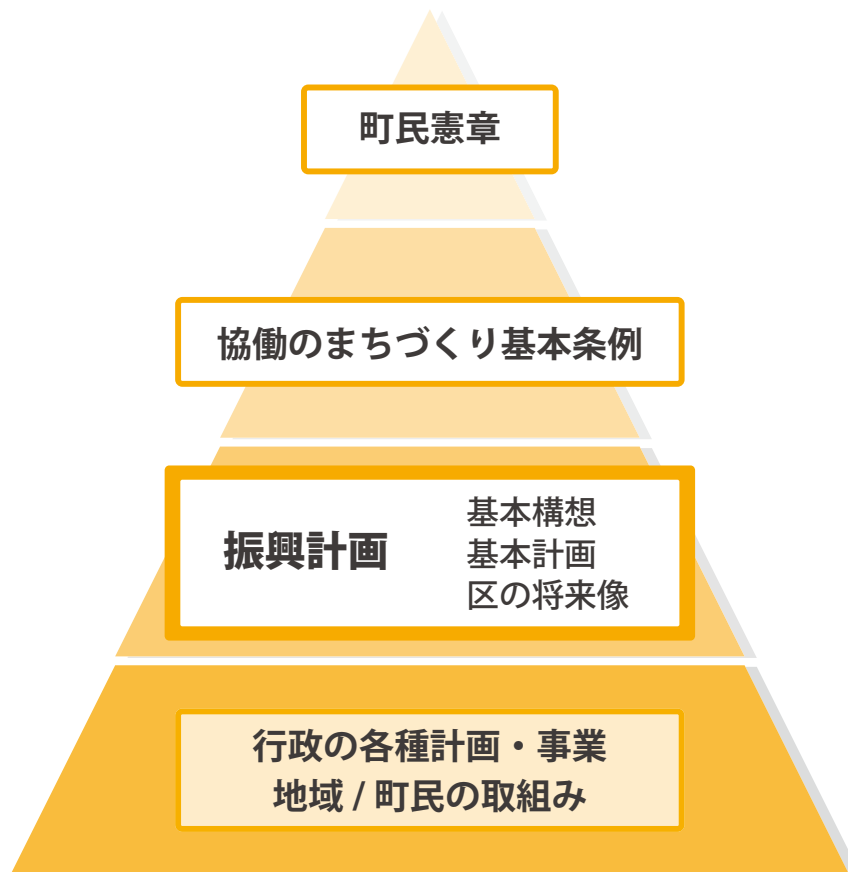 町民憲章
協働のまちづくり基本条例
振興計画
基本構想
基本計画
区の将来像
行政の各種計画・事業
地域 / 町民の取組み